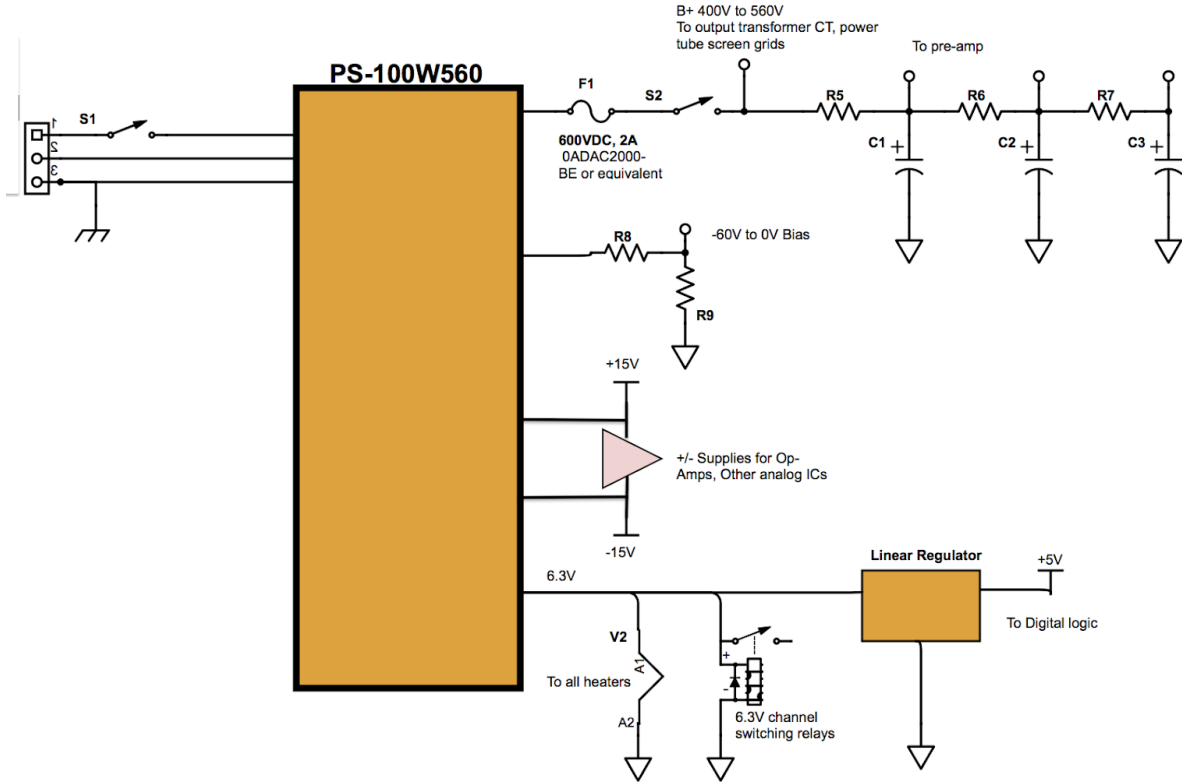 B+ 400V to 560V
To output transformer CT, power
tube screen grids
To pre-amp
PS-100W560
F1
S2
R5
R6
R7
S1
1
2
3
600VDC, 2A
0ADAC2000-
BE or equivalent
C1 +
C2 +
C3 +
R8
-60V to 0V Bias
R9
+15V
+/- Supplies for Op-
Amps, Other analog ICs
-15V
6.3V
Linear Regulator
+5V
To Digital logic
V2
A1
To all heaters
A2
+
-
6.3V channel
switching relays